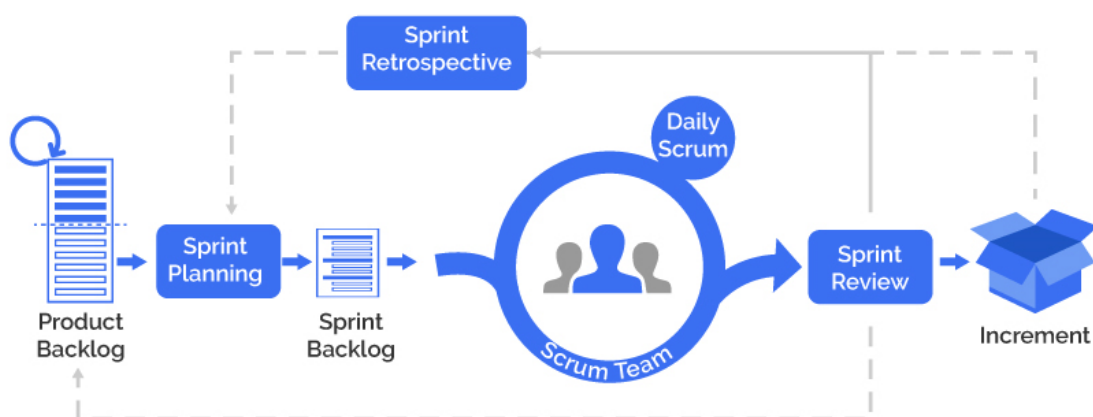 Sprint
Retrospective
Daily
Scrum
Sprint
Planning
Sprint
Review
Product
Backlog
Sprint
Backlog
Scrum Team
Increment